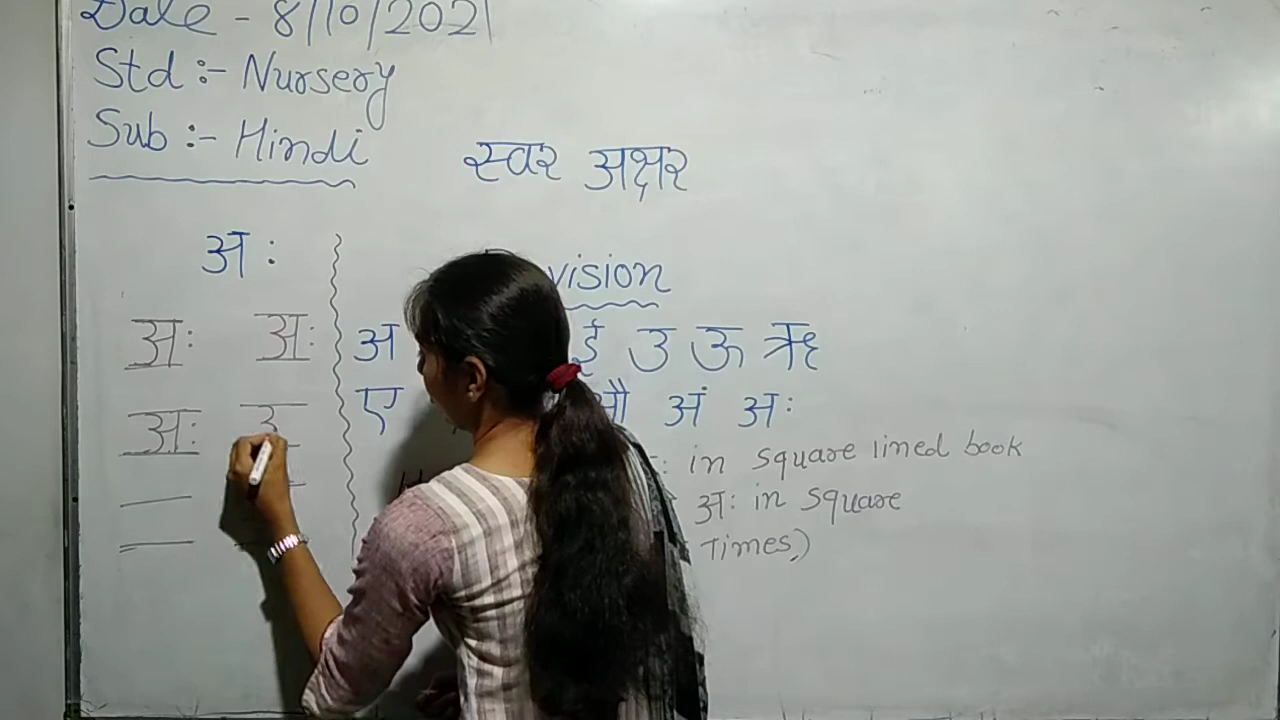 Date - 8/10/2021
Std :- Nursery
Sub :- Hindi
स्वर अक्षर
अ :
अः अः
अः
vision
अ ई उ ऊ ऋ
ए औ अं अः
: in square lined book
अः in square
Times)